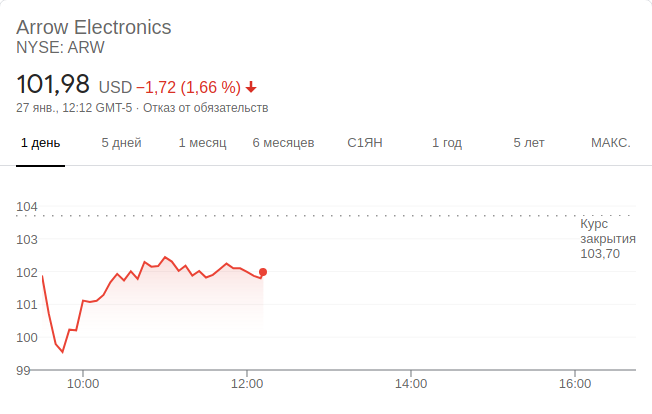 Arrow Electronics
NYSE: ARW
101,98 USD −1,72 (1,66 %)
27 янв., 12:12 GMT-5 · Отказ от обязательств
1 день 5 дней 1 месяц 6 месяцев С1ЯН 1 год 5 лет МАКС.
104
103
102
101
100
99
Курс
закрытия
103,70
10:00 12:00 14:00 16:00